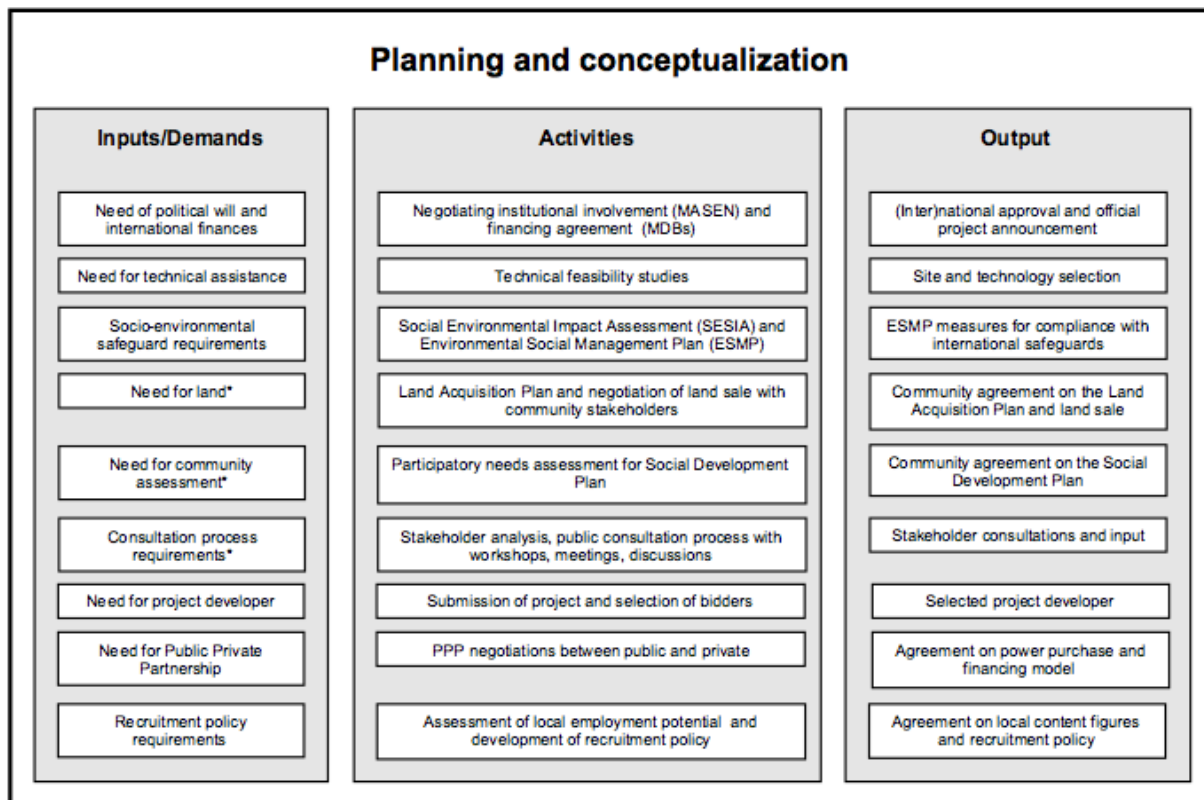 Planning and conceptualization
Inputs/Demands
Need of political will and
international finances
Need for technical assistance
Socio-environmental
safeguard requirements
Need for land*
Need for community
assessment*
Consultation process
requirements*
Need for project developer
Need for Public Private
Partnership
Recruitment policy
requirements
Activities
Negotiating institutional involvement (MASEN) and
financing agreement (MDBs)
Technical feasibility studies
Social Environmental Impact Assessment (SESIA) and
Environmental Social Management Plan (ESMP)
Land Acquisition Plan and negotiation of land sale with
community stakeholders
Participatory needs assessment for Social Development
Plan
Stakeholder analysis, public consultation process with
workshops, meetings, discussions
Submission of project and selection of bidders
PPP negotiations between public and private
Assessment of local employment potential and
development of recruitment policy
Output
(Inter)national approval and official
project announcement
Site and technology selection
ESMP measures for compliance with
international safeguards
Community agreement on the Land
Acquisition Plan and land sale
Community agreement on the Social
Development Plan
Stakeholder consultations and input
Selected project developer
Agreement on power purchase and
financing model
Agreement on local content figures
and recruitment policy